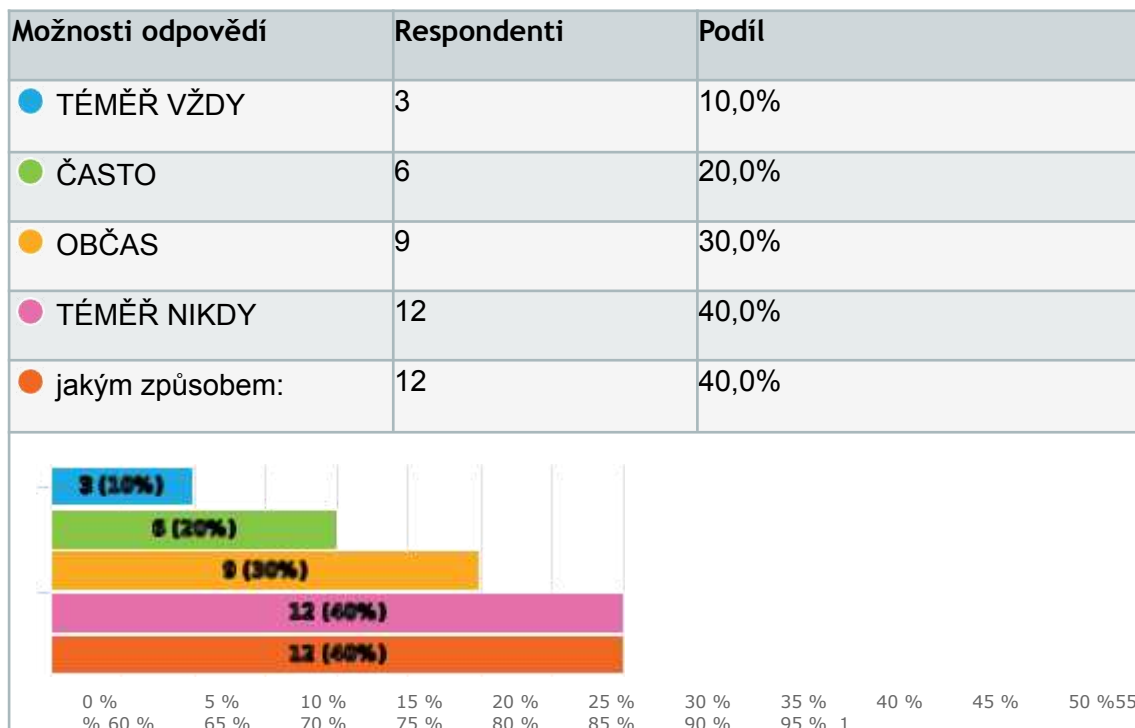 Možnosti odpovědí Respondenti Podíl
TÉMĚŘ VŽDY 3 10,0%
ČASTO 6 20,0%
OBČAS 9 30,0%
TÉMĚŘ NIKDY 12 40,0%
jakým způsobem: 12 40,0%
3 (10%)
6 (20%)
9 (30%)
12 (40%)
12 (40%)
0 % 5 % 10 % 15 % 20 % 25 % 30 % 35 % 40 % 45 % 50 %55
% 60 % 65 % 70 % 75 % 80 % 85 % 90 % 95 % 1